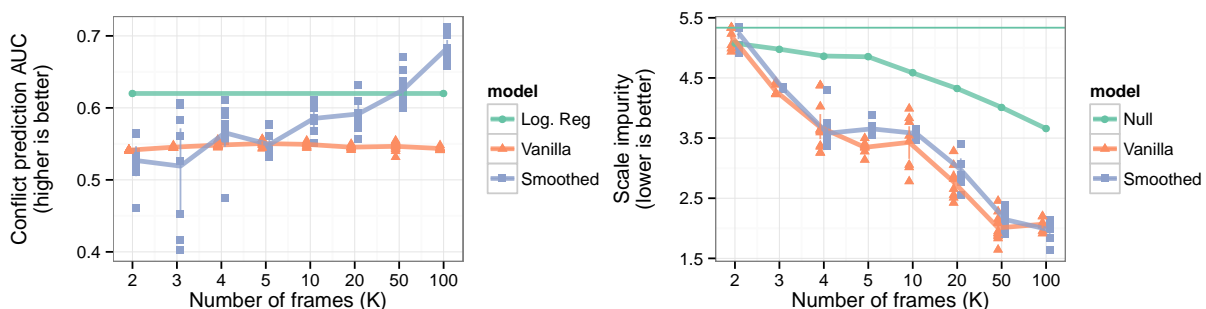 Conflict prediction AUC
(higher is better)
0.7
0.6
0.5
0.4
2 3 4 5 10 20 50 100
Number of frames (K)
model
Log. Reg
Vanilla
Smoothed
Scale impurity
(lower is better)
5.5
4.5
3.5
2.5
1.5
2 3 4 5 10 20 50 100
Number of frames (K)
model
Null
Vanilla
Smoothed